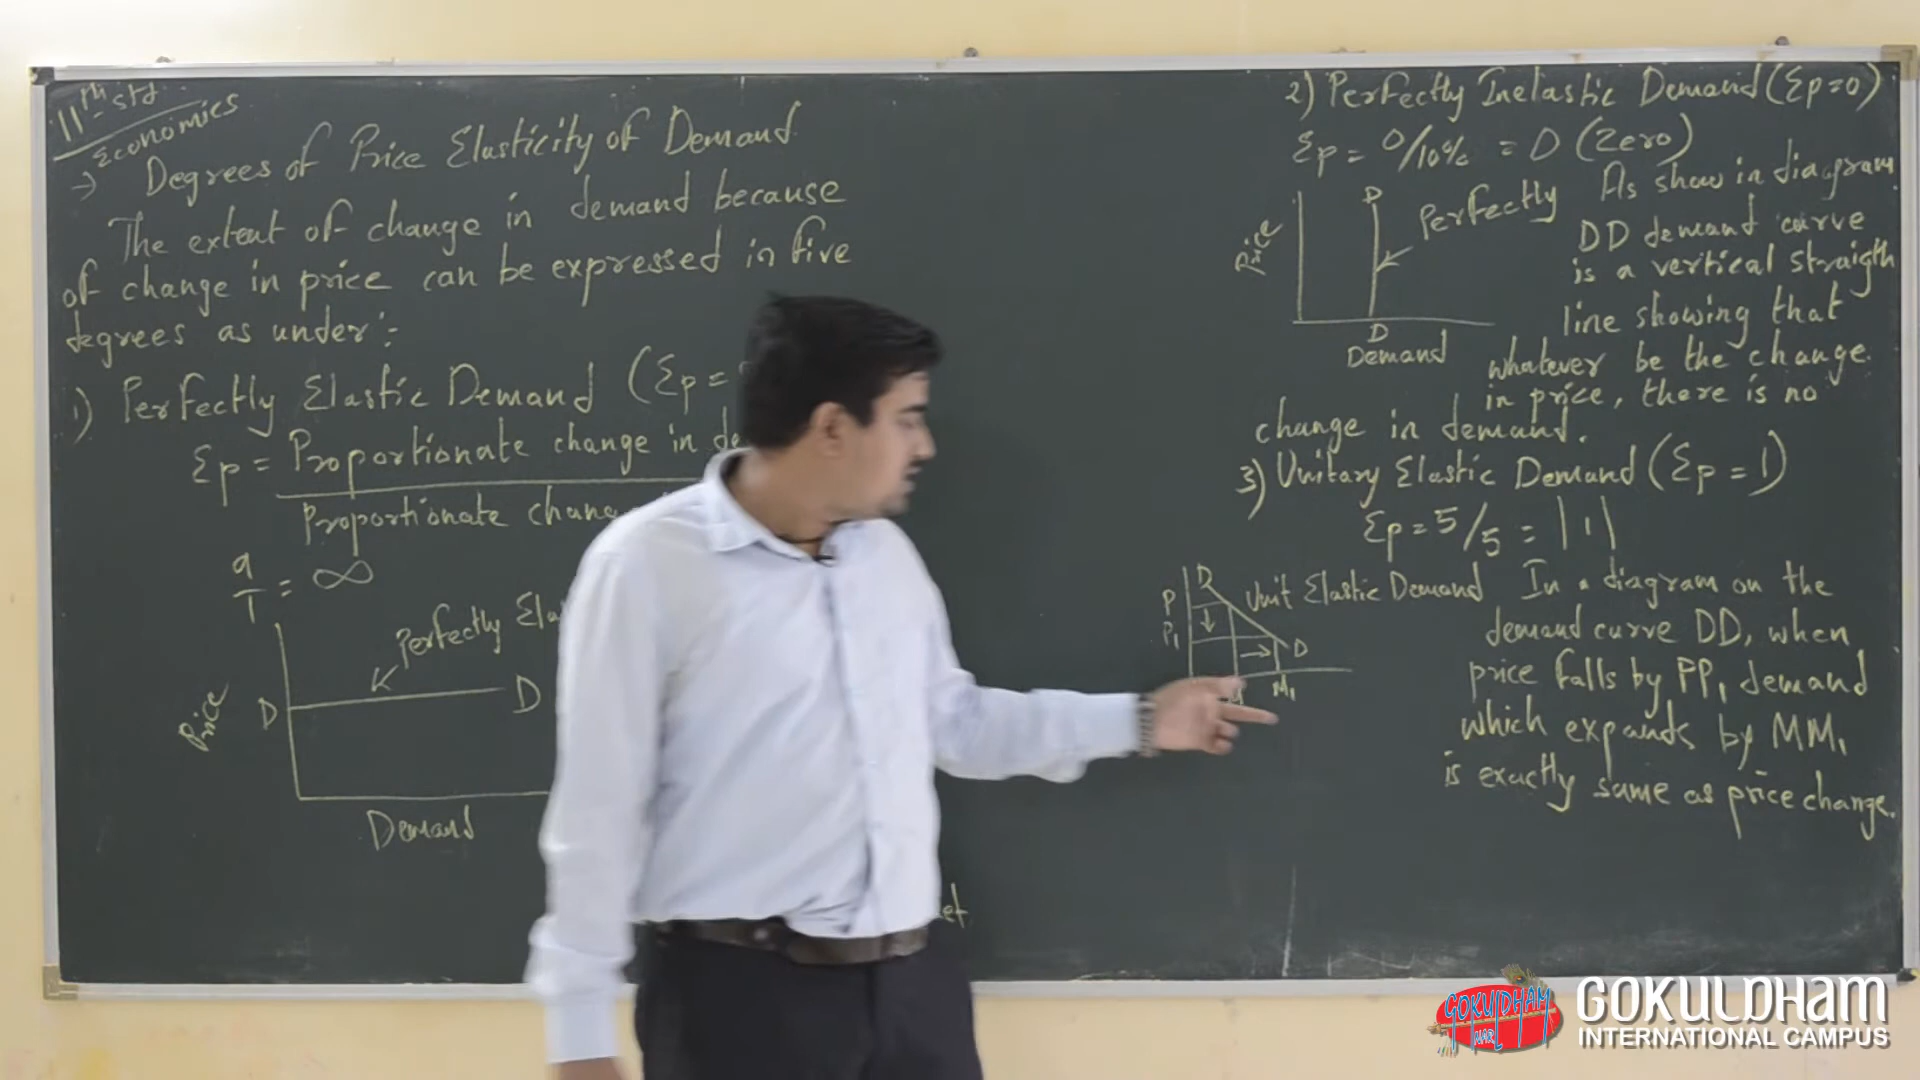 11th std
Economics
→ Degrees of Price Elasticity of Demand
The extent of change in demand because
of change in price can be expressed in five
degrees as under:-
1) Perfectly Elastic Demand (Ep =
Ep = Proportionate change in de
Proportionate chan
= ∞
Perfectly Ela
D D
Price
Demand
et
2) Perfectly Inelastic Demand (Ep=0)
Ep = 0/10% = 0 (Zero)
D
Perfectly
Price
D
Demand
As show in diagram
DD demand curve
is a vertical straigth
line showing that
whatever be the change
in price, there is no
change in demand.
3) Unitary Elastic Demand (Ep = 1)
Ep = 5/5 = |1|
D
Unit Elastic Demand
P
P1
D
M1
In a diagram on the
demand curve DD, when
price falls by PP1 demand
which expands by MM1
is exactly same as price change.
GOKULDHAM
NAR
GOKULDHAM
INTERNATIONAL CAMPUS